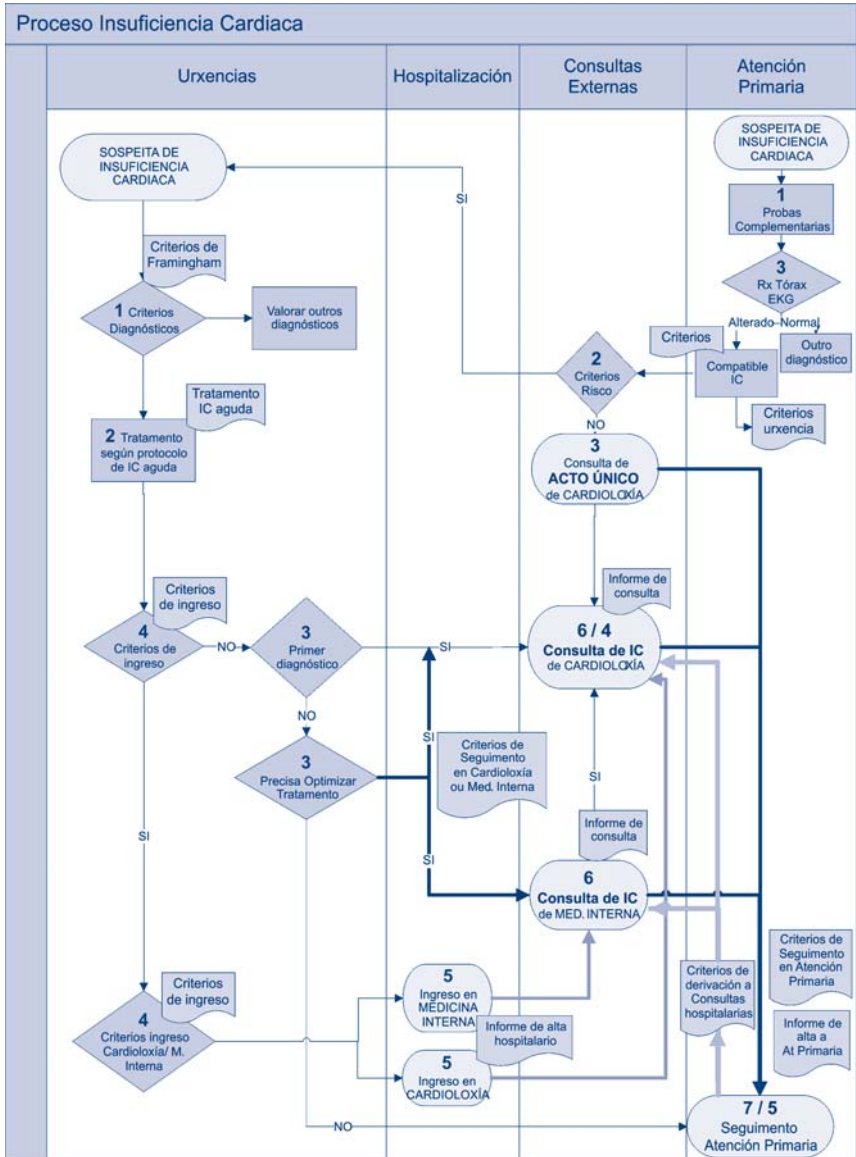 Proceso Insuficiencia Cardiaca
Urxencias
Hospitalización
Consultas
Externas
Atención
Primaria
SOSPEITA DE
INSUFICIENCIA
CARDIACA
SOSPEITA DE
INSUFICIENCIA
CARDIACA
SI
1
Probas
Complementarias
Criterios de
Framingham
3
Rx Tórax
EKG
1 Criterios
Diagnósticos
Valorar outros
diagnósticos
Alterado
Normal
Criterios
Outro
diagnóstico
2
Criterios
Risco
Compatible
IC
Criterios
urxencia
Tratamento
IC aguda
NO
2 Tratamento
según protocolo
de IC aguda
3
Consulta de
ACTO ÚNICO
de CARDIOLOXÍA
Criterios
de ingreso
Informe de
consulta
4
Criterios de
ingreso
NO
3
Primer
diagnóstico
SI
6 / 4
Consulta de IC
de CARDIOLOXÍA
NO
SI
Criterios de
Seguimento
en Cardioloxía
ou Med. Interna
3
Precisa Optimizar
Tratamento
SI
SI
SI
Informe de
consulta
6
Consulta de IC
de MED. INTERNA
Criterios
de ingreso
Criterios de
Seguimento
en Atención
Primaria
Criterios de
derivación a
Consultas
hospitalarias
5
Ingreso en
MEDICINA
INTERNA
4
Criterios ingreso
Cardioloxía/ M.
Interna
Informe de alta
hospitalario
Informe de
alta a
At Primaria
5
Ingreso en
CARDIOLOXÍA
NO
7 / 5
Seguimento
Atención Primaria